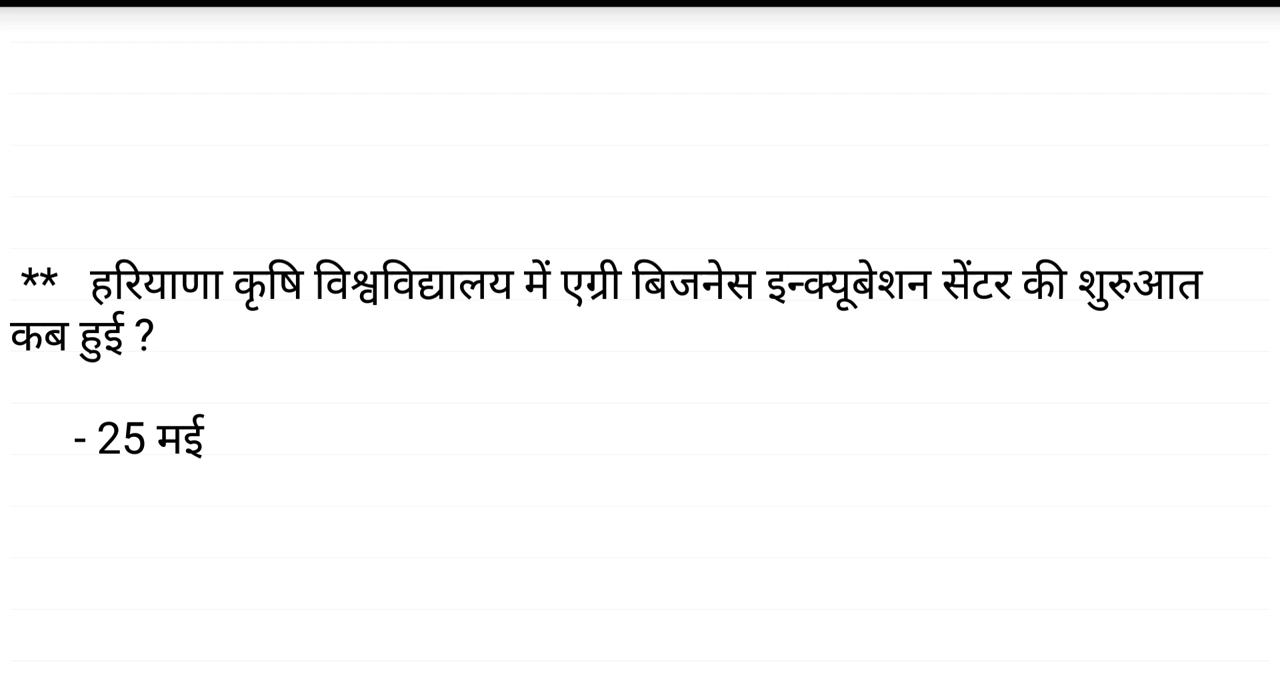 ** हरियाणा कृषि विश्वविद्यालय में एग्री बिजनेस इन्क्यूबेशन सेंटर की शुरुआत
कब हुई ?
- 25 मई